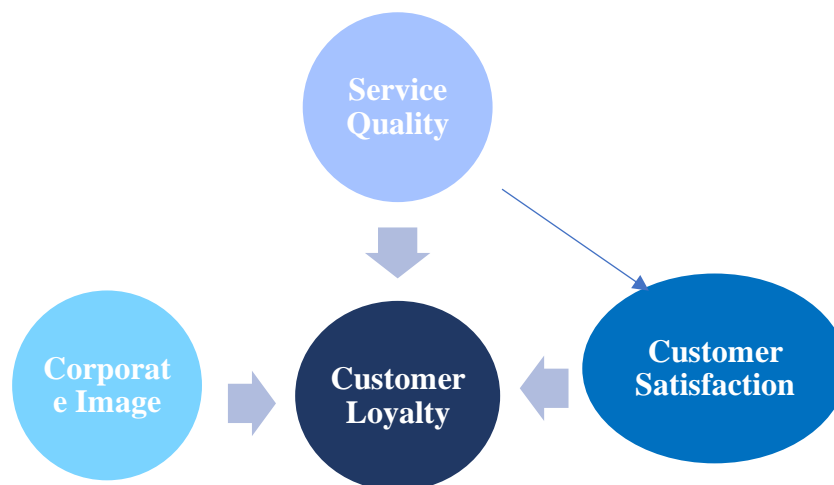 Service
Quality
Corporat
e Image
Customer
Loyalty
Customer
Satisfaction